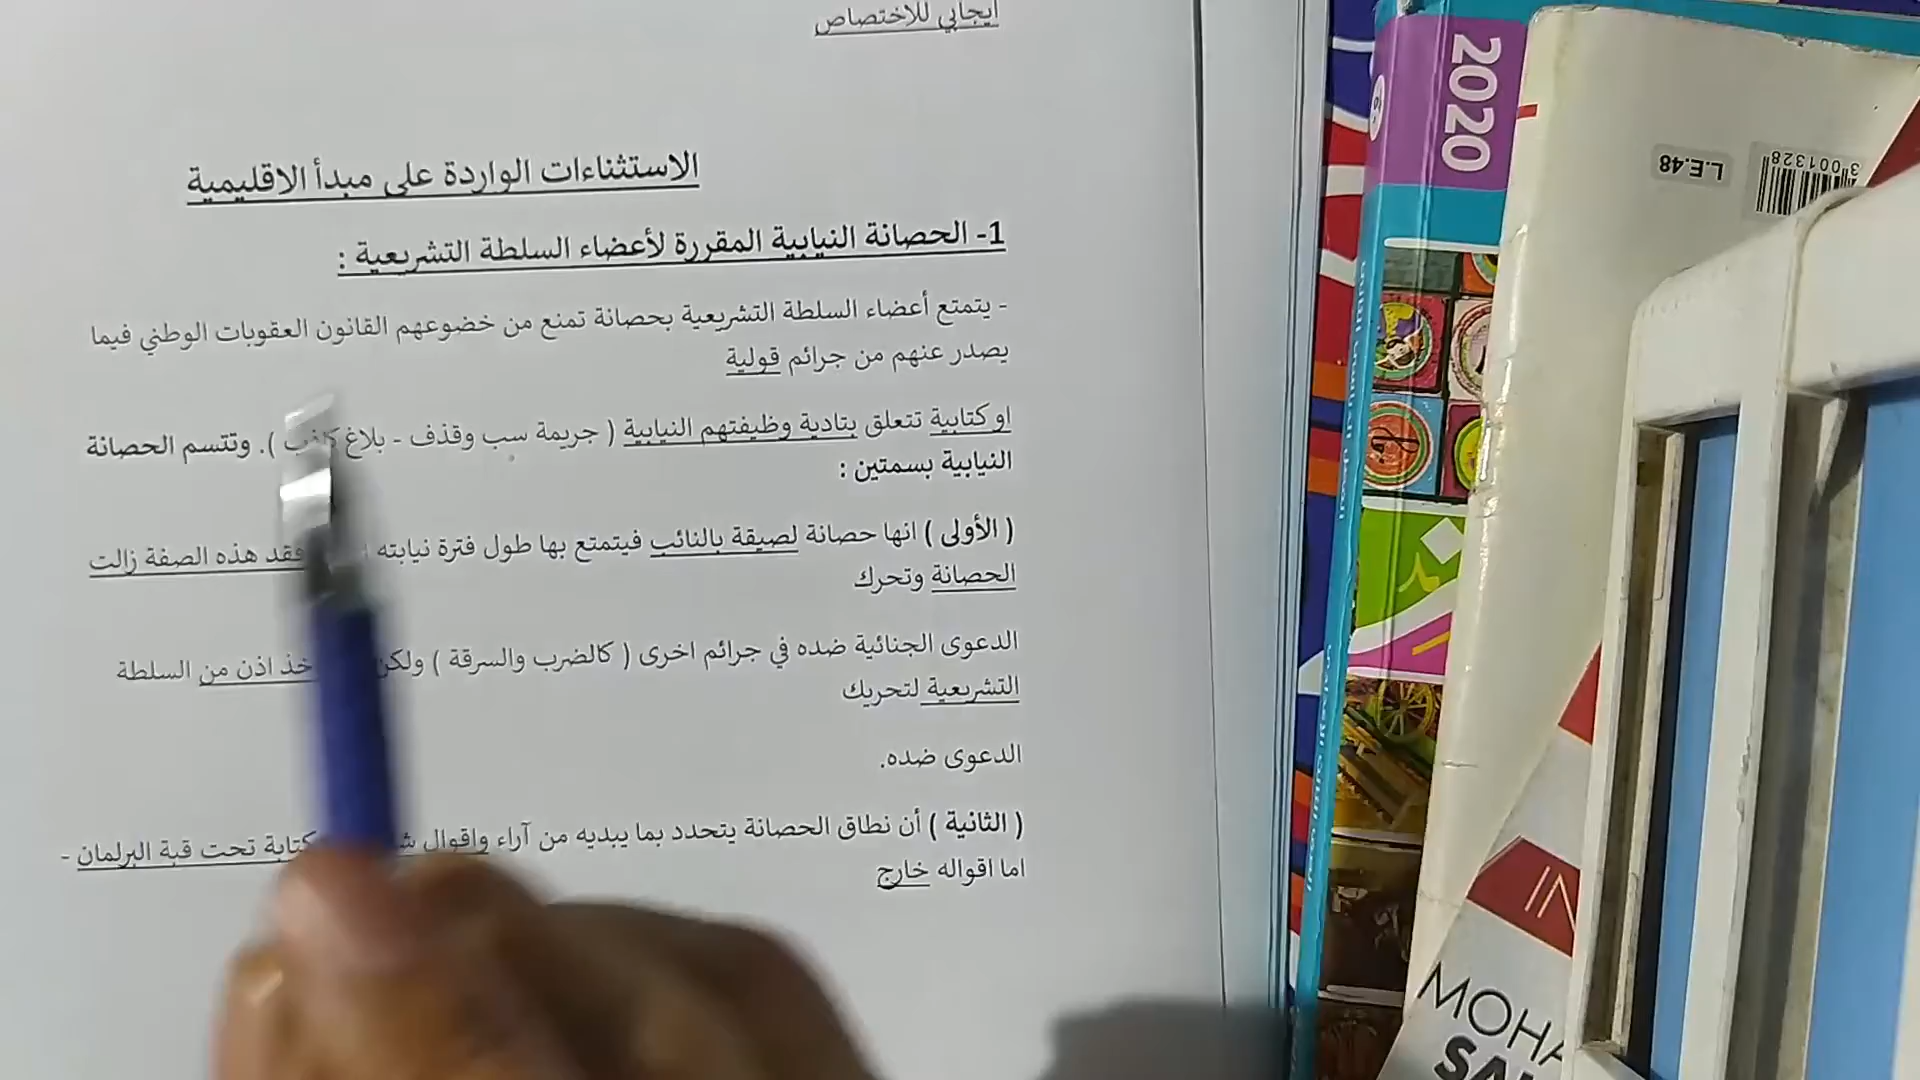 ايجابي للاختصاص
الاستثناءات الواردة على مبدأ الاقليمية
1- الحصانة النيابية المقررة لأعضاء السلطة التشريعية :
- يتمتع أعضاء السلطة التشريعية بحصانة تمنع من خضوعهم القانون العقوبات الوطني فيما
يصدر عنهم من جرائم قولية
او كتابية تتعلق بتادية وظيفتهم النيابية ( جريمة سب وقذف - بلاغ كاذب ). وتتسم الحصانة
النيابية بسمتين :
( الأولى ) انها حصانة لصيقة بالنائب فيتمتع بها طول فترة نيابته فقد هذه الصفة زالت
الحصانة وتحرك
الدعوى الجنائية ضده في جرائم اخرى ( كالضرب والسرقة ) ولكن اذن من السلطة
التشريعية لتحريك
الدعوى ضده.
( الثانية ) أن نطاق الحصانة يتحدد بما يبديه من آراء واقوال كتابة تحت قبة البرلمان -
اما اقواله خارج
2020
L.E.48
3-001328
IN